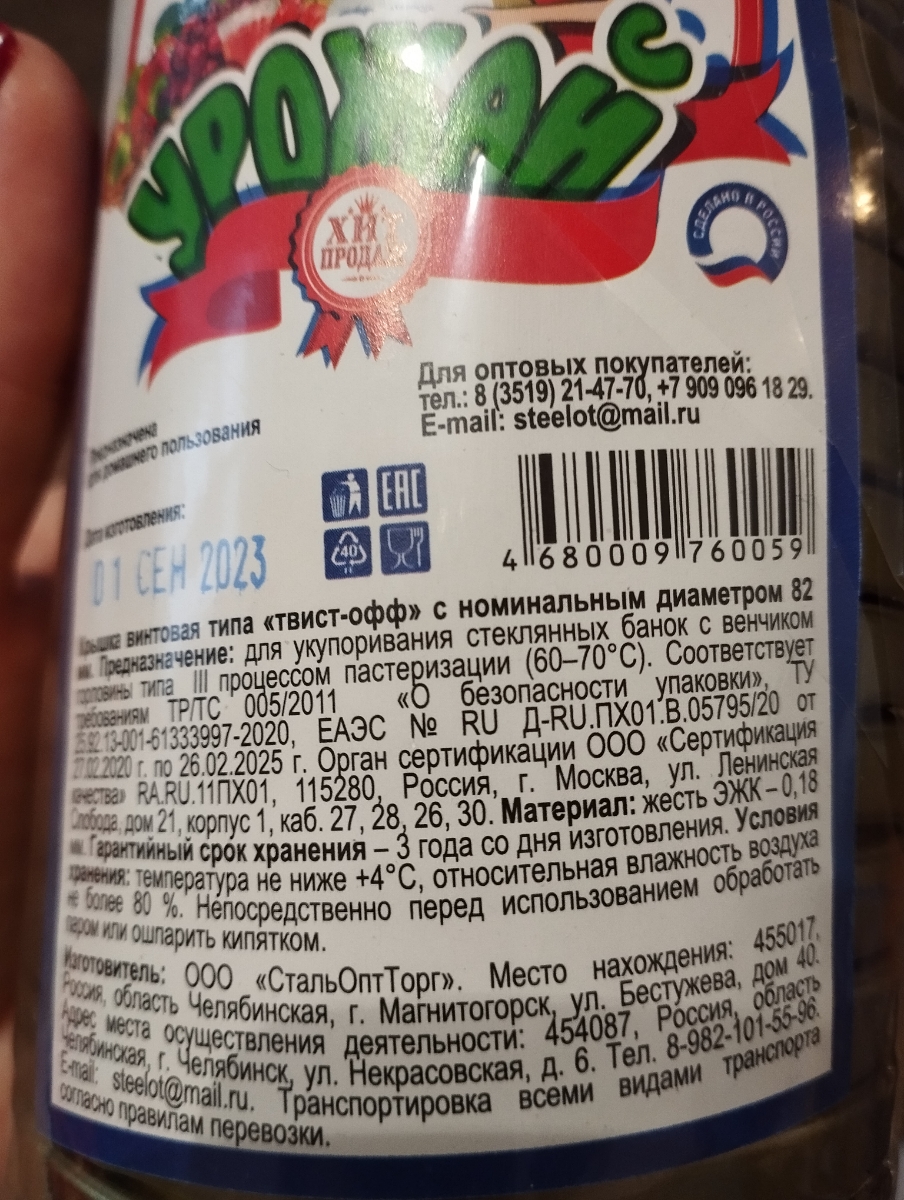 УРОЖАЙ
ХИТ
ПРОДАЖ
СДЕЛАНО В РОССИИ
Для оптовых покупателей:
тел.: 8 (3519) 21-47-70, +7 909 096 18 29.
E-mail: steelot@mail.ru
Предназначена
для домашнего пользования
Дата изготовления:
01 СЕН 2023
EAC
40
4 680009 760059
Крышка винтовая типа «твист-офф» с номинальным диаметром 82
мм. Предназначение: для укупоривания стеклянных банок с венчиком
горловины типа III процессом пастеризации (60–70°С). Соответствует
требованиям ТР/ТС 005/2011 «О безопасности упаковки», ТУ
25.92.13-001-61333997-2020, ЕАЭС № RU Д-RU.ПХ01.В.05795/20 от
27.02.2020 г. по 26.02.2025 г. Орган сертификации ООО «Сертификация
качества» RA.RU.11ПХ01, 115280, Россия, г. Москва, ул. Ленинская
Слобода, дом 21, корпус 1, каб. 27, 28, 26, 30. Материал: жесть ЭЖК – 0,18
мм. Гарантийный срок хранения – 3 года со дня изготовления. Условия
хранения: температура не ниже +4°С, относительная влажность воздуха
не более 80 %. Непосредственно перед использованием обработать
паром или ошпарить кипятком.
Изготовитель: ООО «СтальОптТорг». Место нахождения: 455017,
Россия, область Челябинская, г. Магнитогорск, ул. Бестужева, дом 40.
Адрес места осуществления деятельности: 454087, Россия, область
Челябинская, г. Челябинск, ул. Некрасовская, д. 6. Тел. 8-982-101-55-96.
E-mail: steelot@mail.ru. Транспортировка всеми видами транспорта
согласно правилам перевозки.